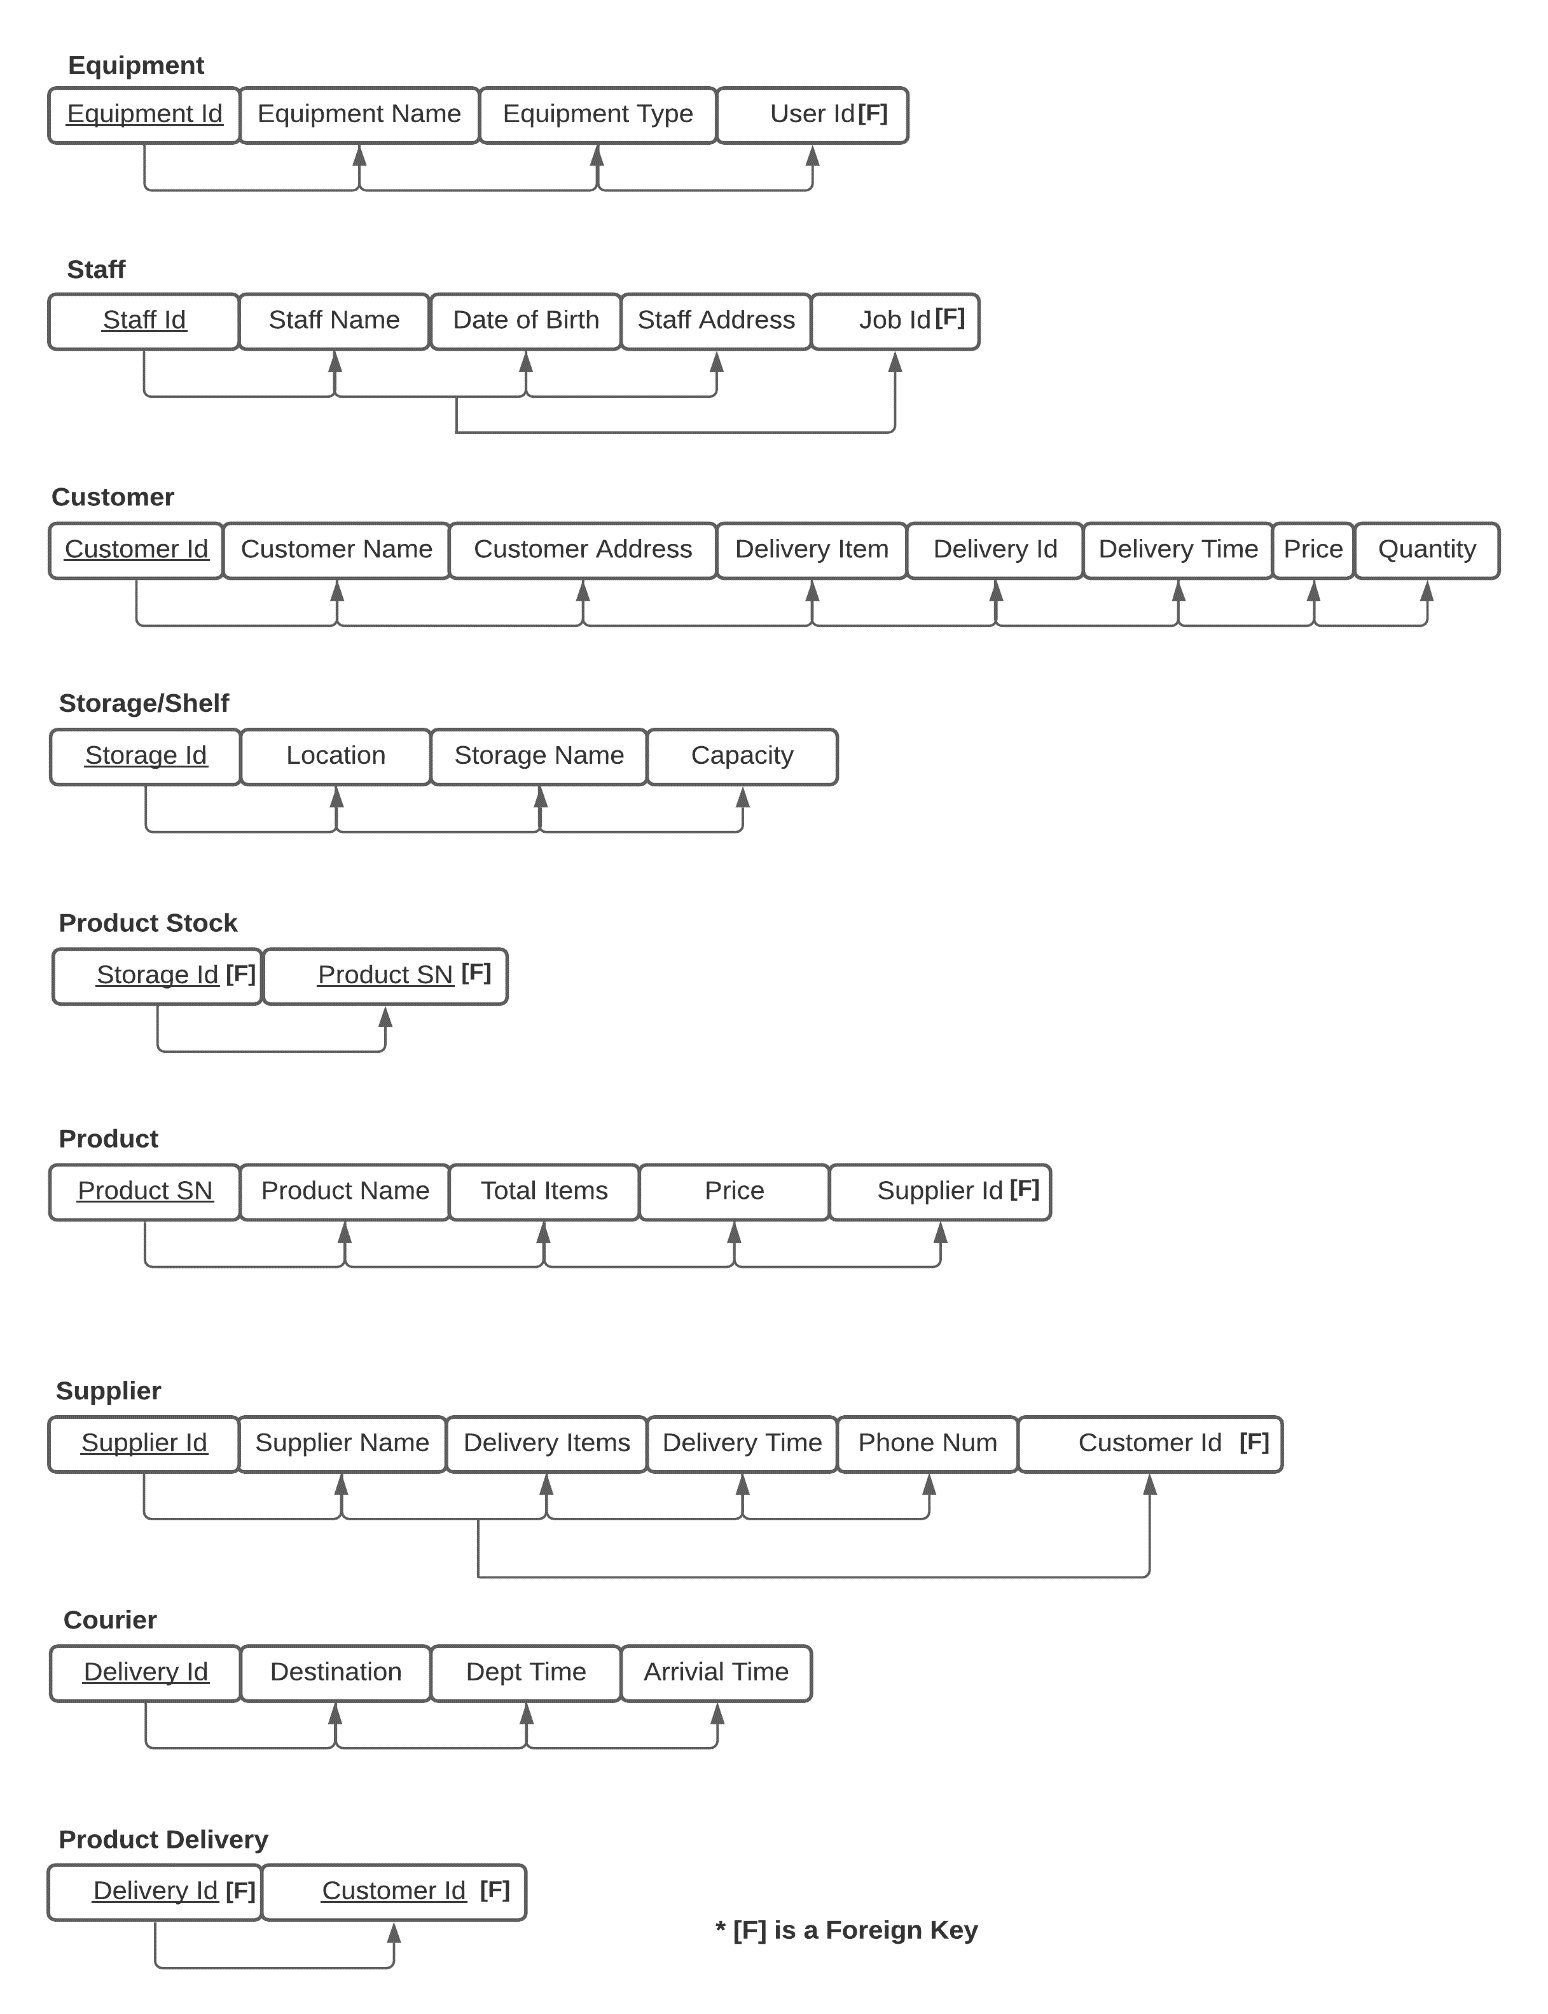 Equipment
Equipment Id Equipment Name Equipment Type User Id [F]
Staff
Staff Id Staff Name Date of Birth Staff Address Job Id [F]
Customer
Customer Id Customer Name Customer Address Delivery Item Delivery Id Delivery Time Price Quantity
Storage/Shelf
Storage Id Location Storage Name Capacity
Product Stock
Storage Id [F] Product SN [F]
Product
Product SN Product Name Total Items Price Supplier Id [F]
Supplier
Supplier Id Supplier Name Delivery Items Delivery Time Phone Num Customer Id [F]
Courier
Delivery Id Destination Dept Time Arrivial Time
Product Delivery
Delivery Id [F] Customer Id [F]
* [F] is a Foreign Key